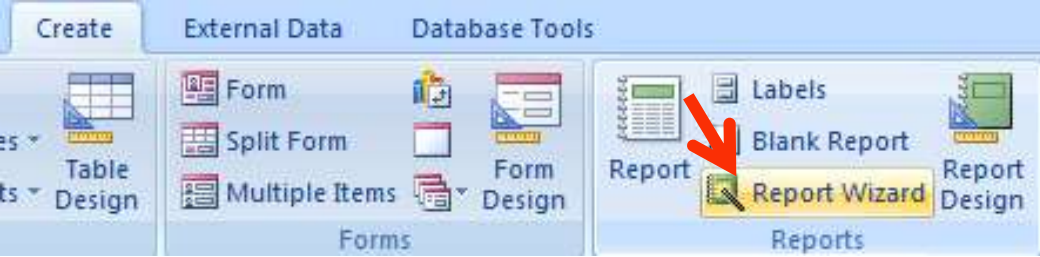 Create External Data Database Tools
es
ts
Table
Design
Form
Split Form
Multiple Items
Form
Design
Forms
Report
Labels
Blank Report
Report Wizard
Report
Design
Reports